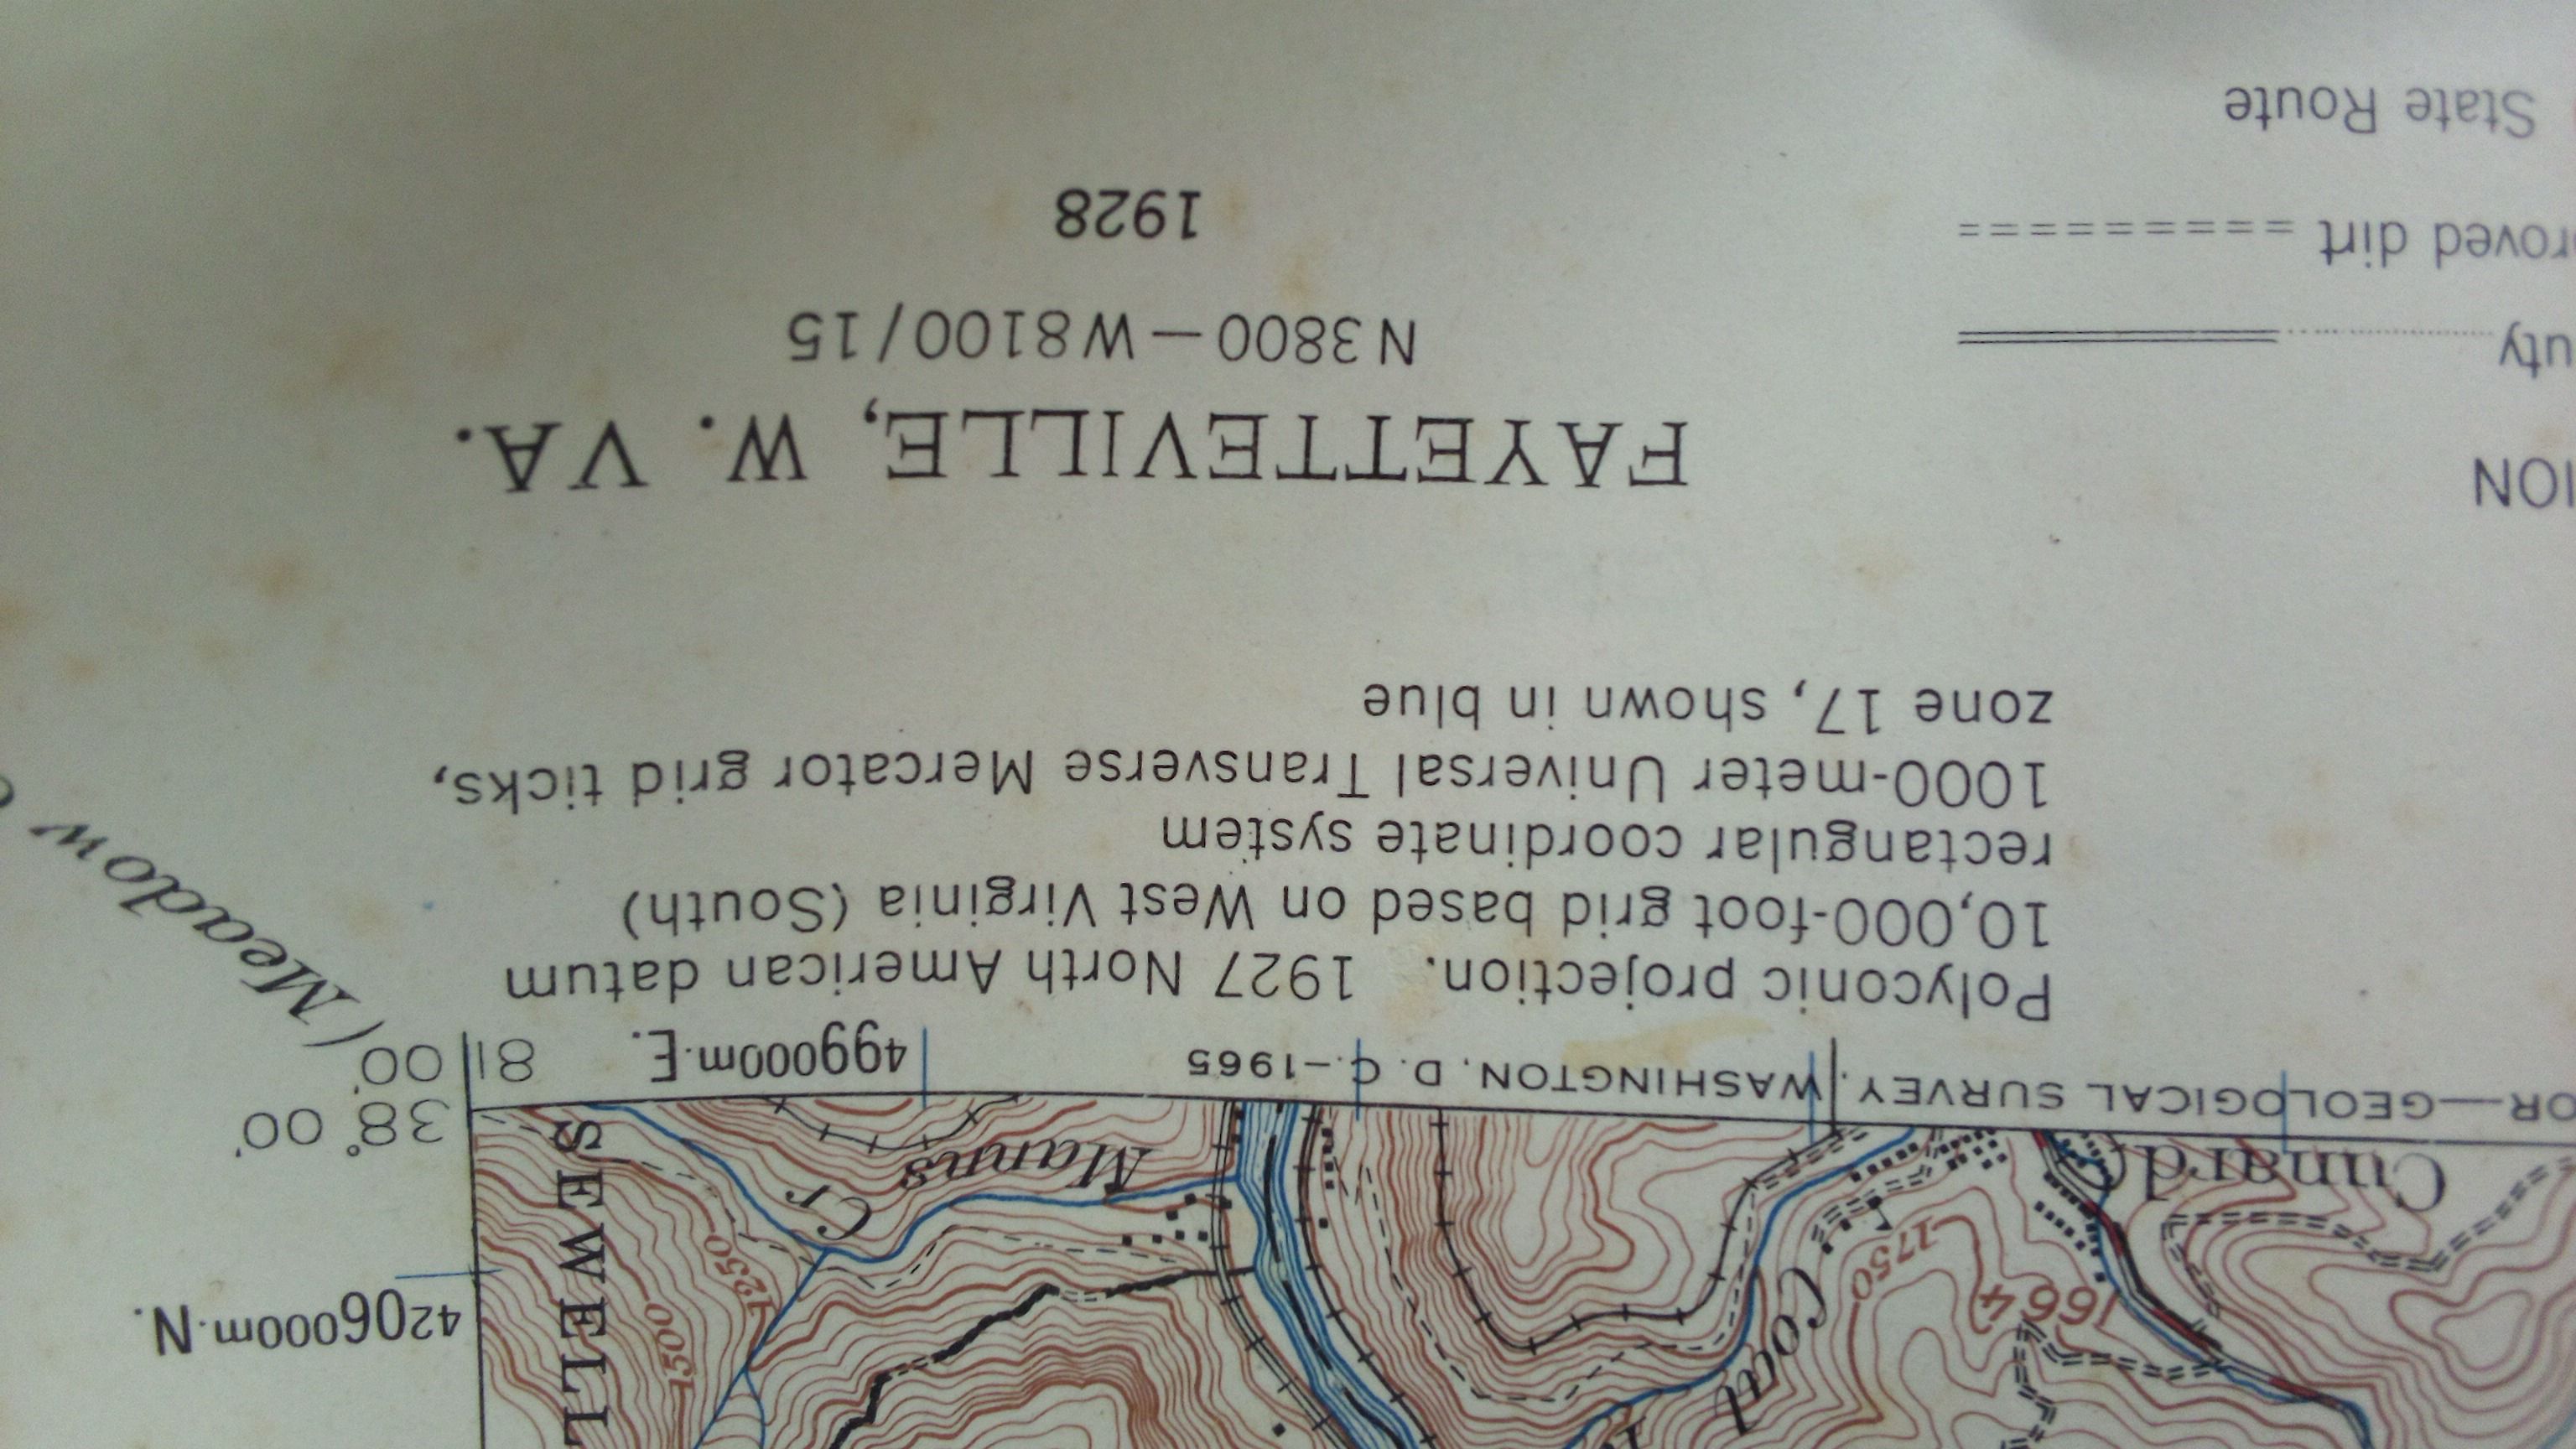 SEWELL
1500
1250
4206000m.N.
Coal
1750
1664
Manns
Cr
Cunard
38° 00'
OR—GEOLOGICAL SURVEY, WASHINGTON, D. C.—1965
499000m.E.
81 00'
(Meadow
Polyconic projection. 1927 North American datum
10,000-foot grid based on West Virginia (South)
rectangular coordinate system
1000-meter Universal Transverse Mercator grid ticks,
zone 17, shown in blue
ION
FAYETTEVILLE, W. VA.
uty
N3800—W8100/15
roved dirt
1928
State Route